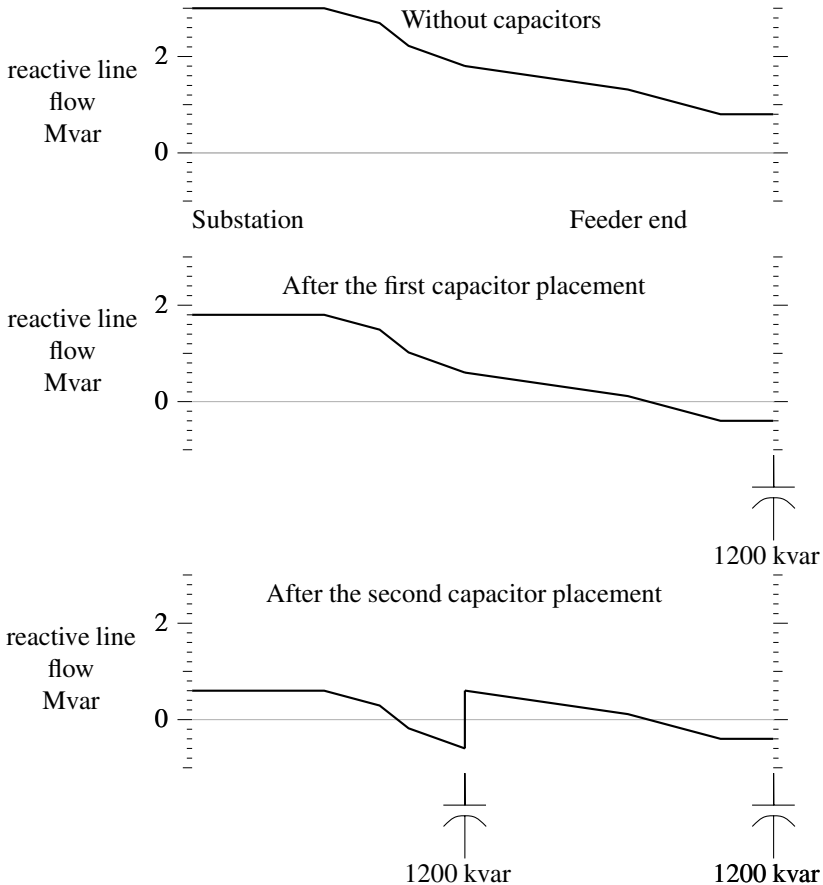 Without capacitors
2
reactive line
flow
Mvar
0
Substation
Feeder end
After the first capacitor placement
2
reactive line
flow
Mvar
0
1200 kvar
After the second capacitor placement
2
reactive line
flow
Mvar
0
1200 kvar
1200 kvar